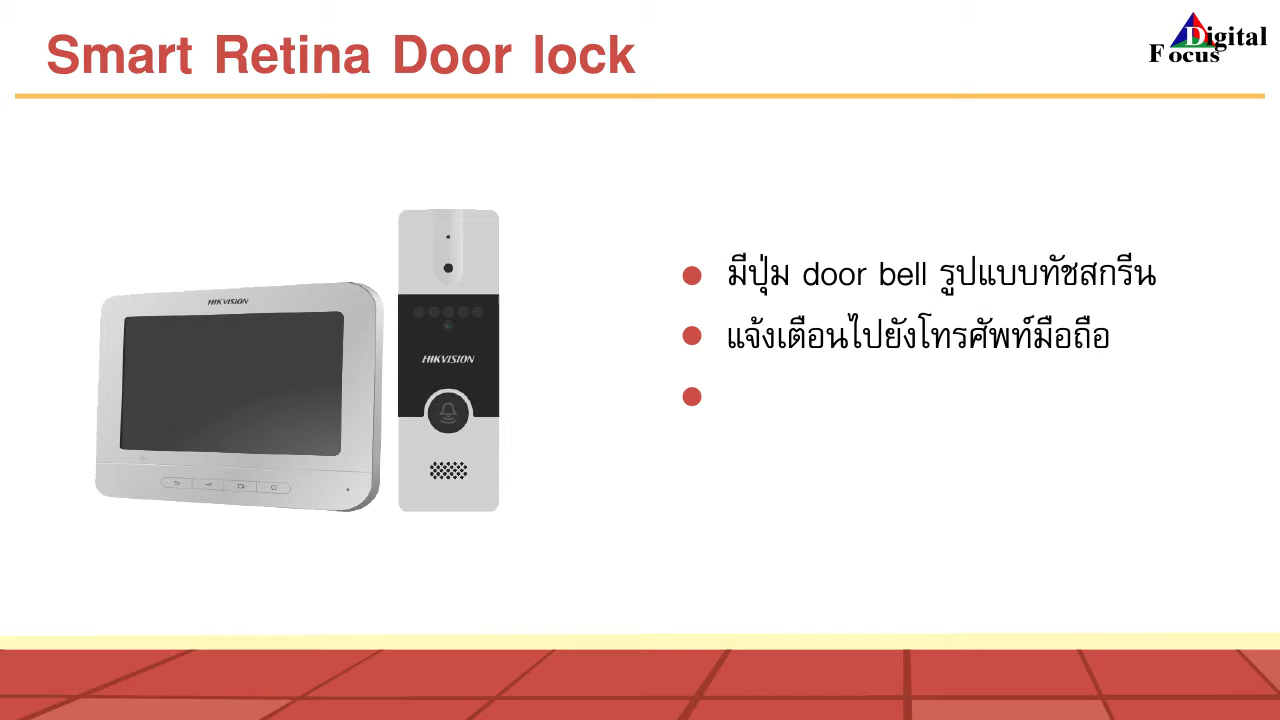 Smart Retina Door lock
Digital
Focus
HIKVISION
HIKVISION
มีปุ่ม door bell รูปแบบทัชสกรีน
แจ้งเตือนไปยังโทรศัพท์มือถือ